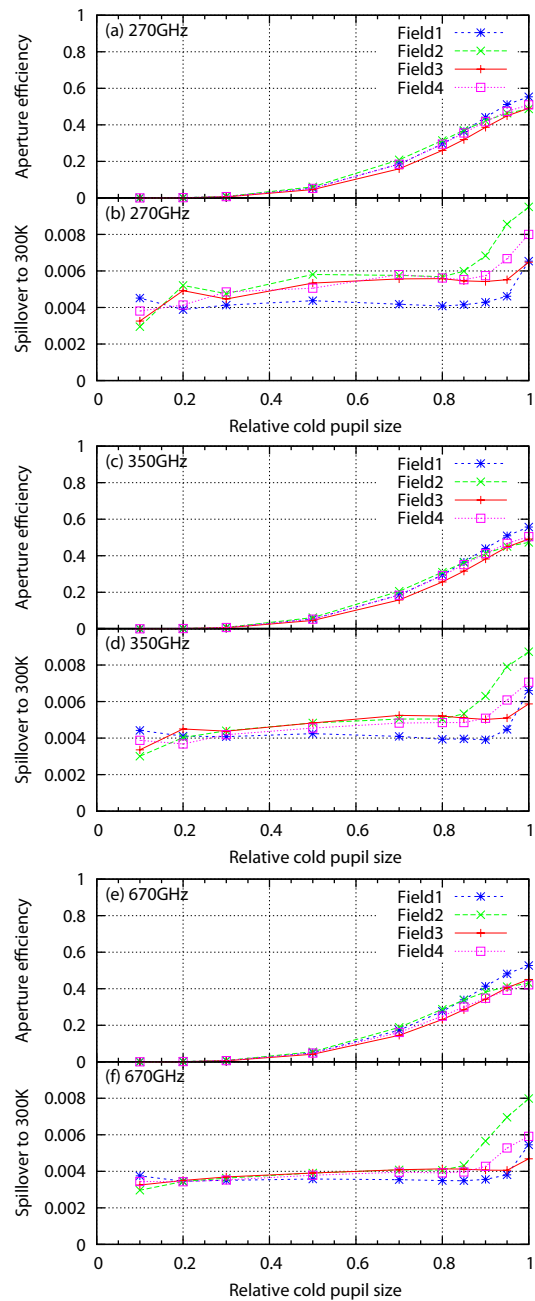 (a) 270GHz
Field1
Field2
Field3
Field4
Aperture efficiency
1
0.8
0.6
0.4
0.2
0
(b) 270GHz
Spillover to 300K
0.008
0.006
0.004
0.002
0
0 0.2 0.4 0.6 0.8 1
Relative cold pupil size
(c) 350GHz
Field1
Field2
Field3
Field4
Aperture efficiency
1
0.8
0.6
0.4
0.2
0
(d) 350GHz
Spillover to 300K
0.008
0.006
0.004
0.002
0
0 0.2 0.4 0.6 0.8 1
Relative cold pupil size
(e) 670GHz
Field1
Field2
Field3
Field4
Aperture efficiency
1
0.8
0.6
0.4
0.2
0
(f) 670GHz
Spillover to 300K
0.008
0.006
0.004
0.002
0
0 0.2 0.4 0.6 0.8 1
Relative cold pupil size